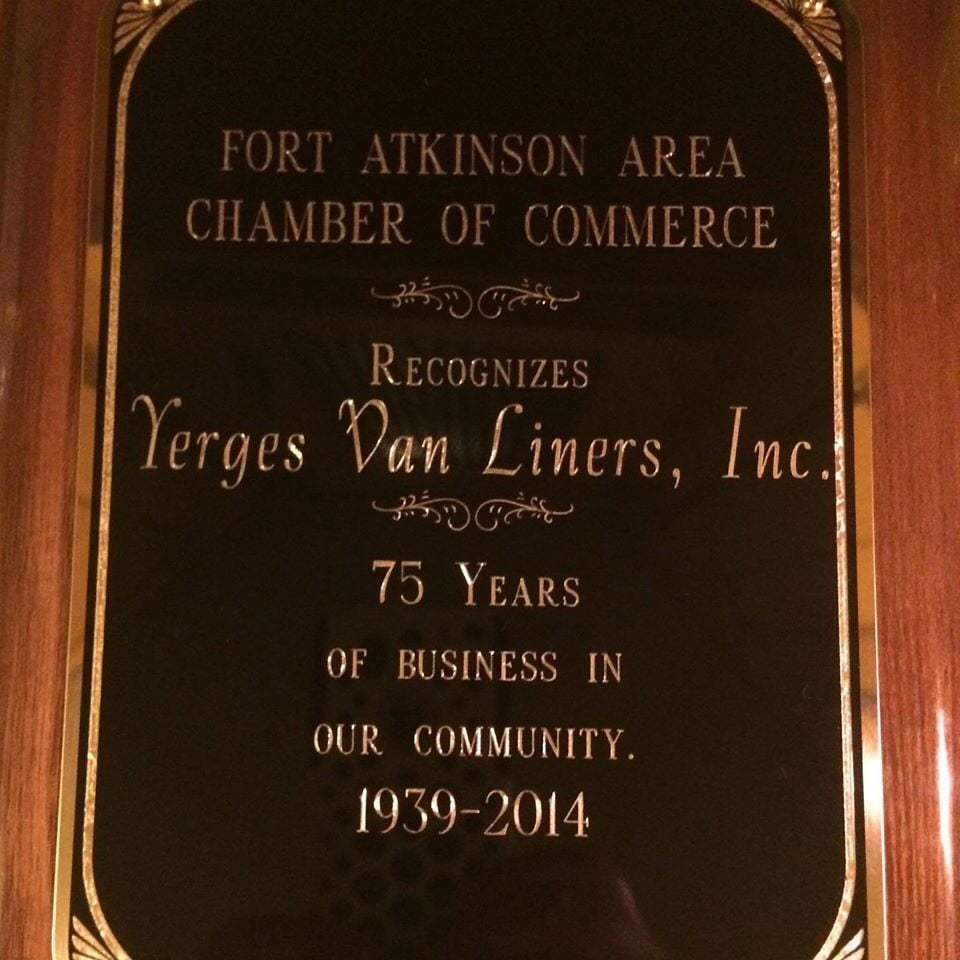 FORT ATKINSON AREA
CHAMBER OF COMMERCE
RECOGNIZES
Yerges Van Liners, Inc.
75 YEARS
OF BUSINESS IN
OUR COMMUNITY.
1939-2014